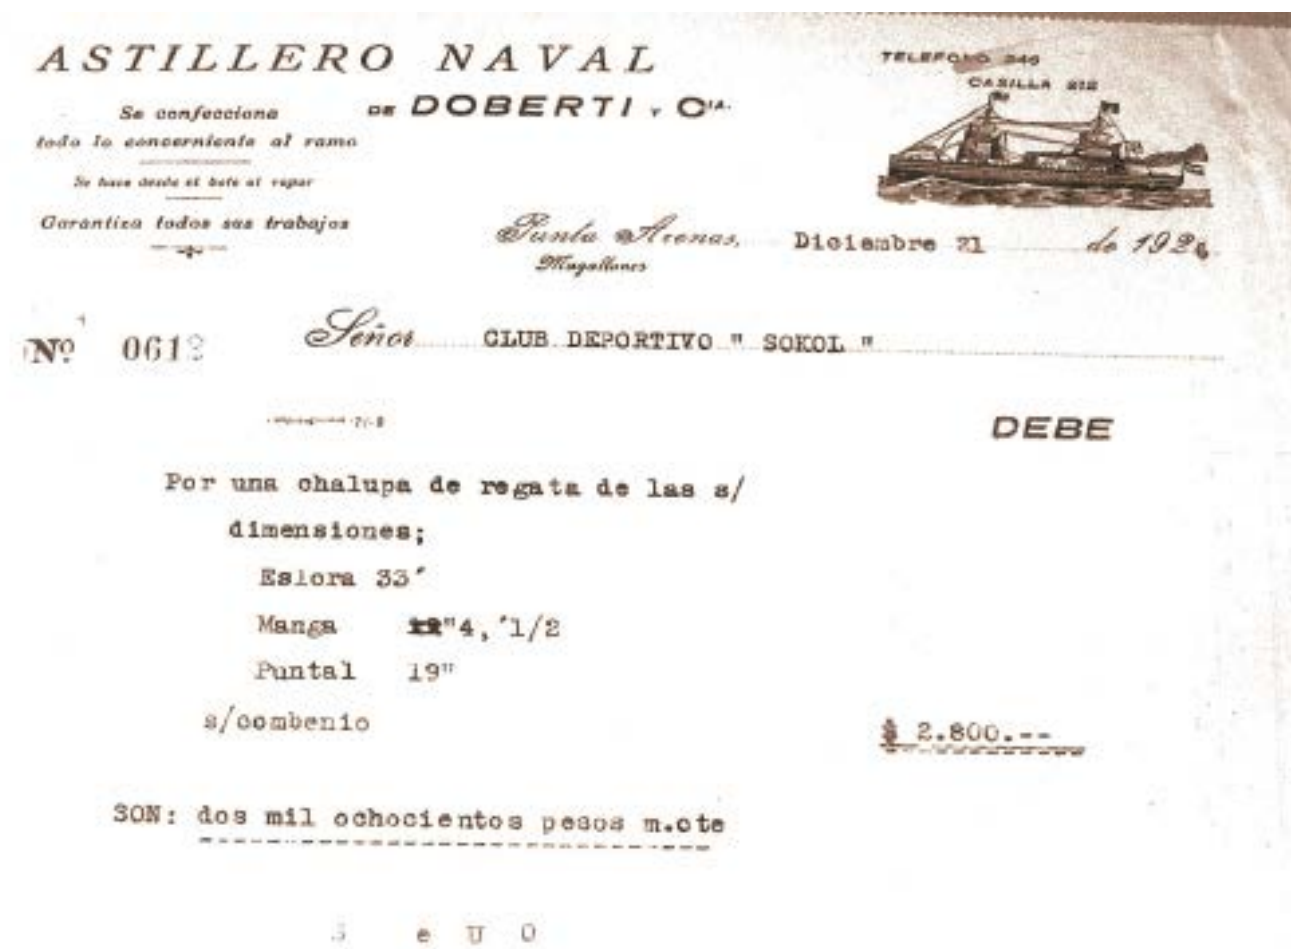 ASTILLERO NAVAL
DE DOBERTI Y CIA.
TELEFONO 346
CASILLA 212
Se confecciona
todo lo concerniente al ramo
Se hace desde el bote al vapor
Garantiza todos sus trabajos
Punta Arenas, Diciembre 21 de 192
Magallanes
Nº 061
Señor CLUB DEPORTIVO " SOKOL "
DEBE
Por una chalupa de regata de las s/
dimensiones;
Eslora 33'
Manga "4,'1/2
Puntal 19"
s/combenio
$ 2.800.--
SON: dos mil ochocientos pesos m.cte
S e U O